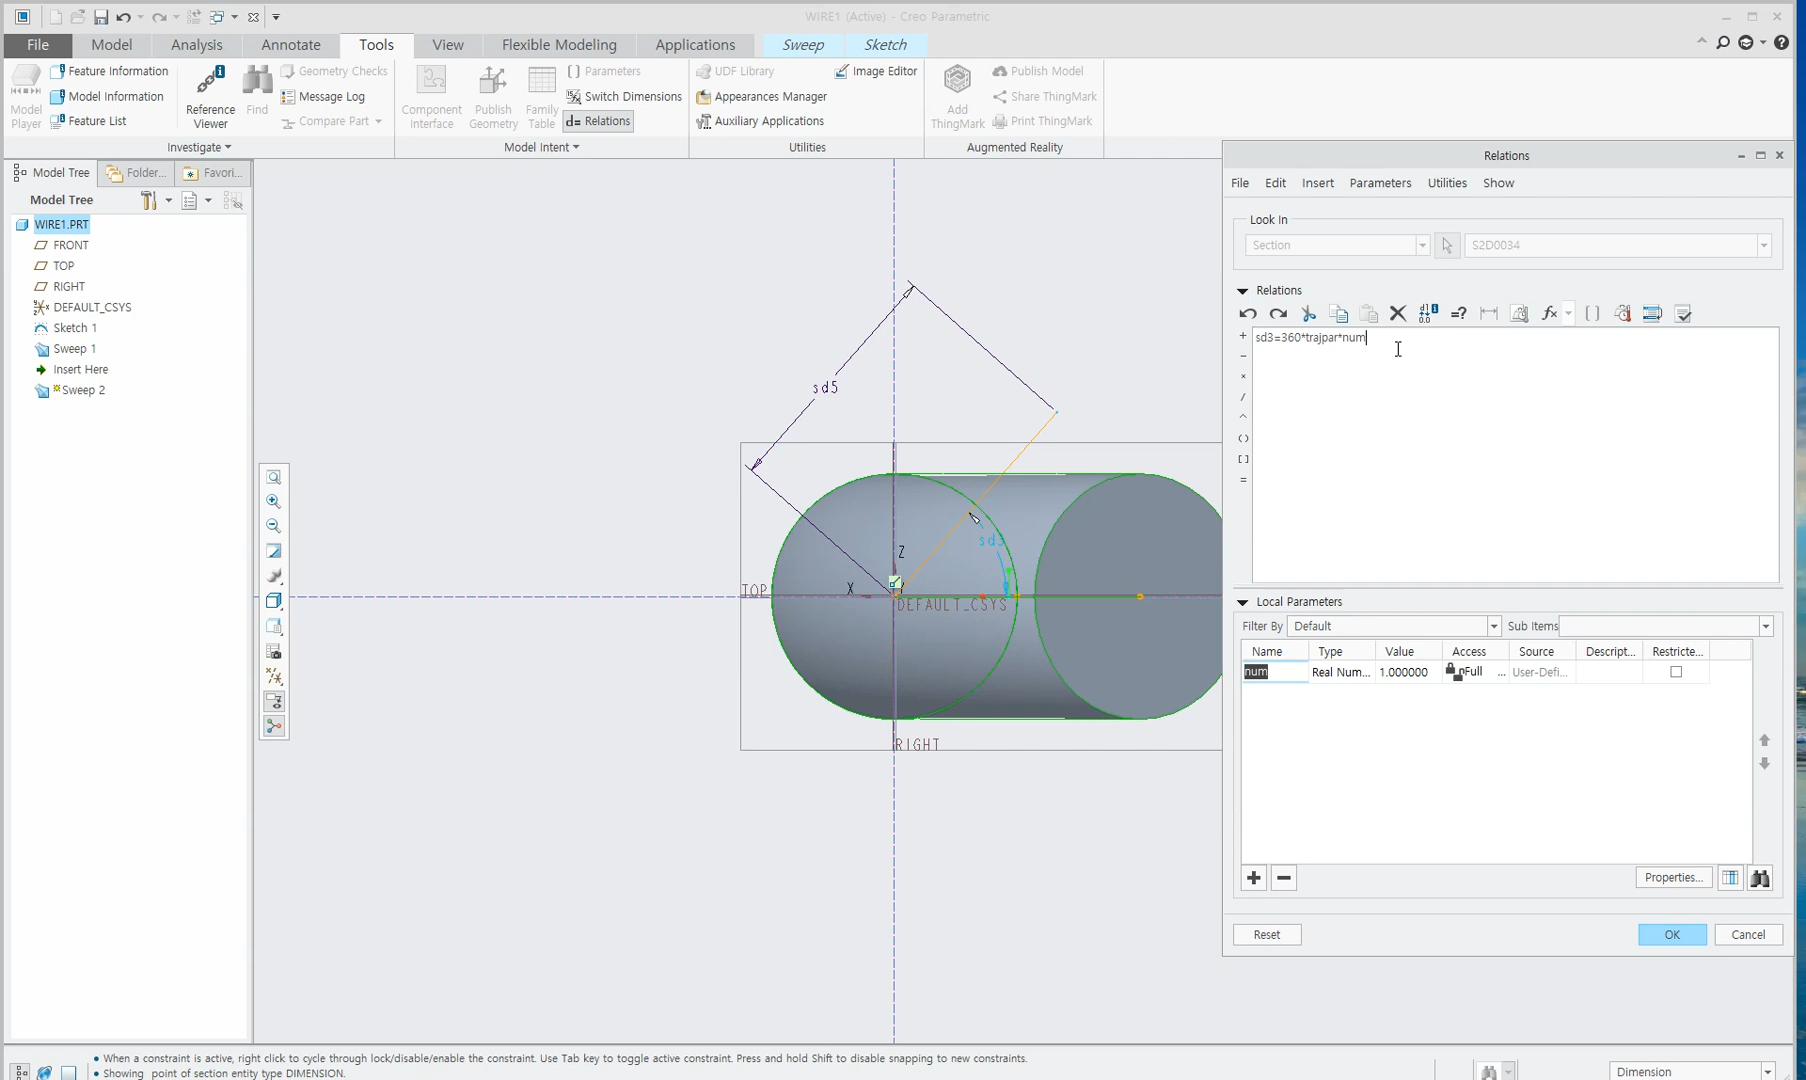 WIRE1 (Active) - Creo Parametric
File Model Analysis Annotate Tools View Flexible Modeling Applications Sweep Sketch
Model Player
Feature Information
Model Information
Feature List
Reference Viewer
Find
Geometry Checks
Message Log
Compare Part
Investigate
Component Interface
Publish Geometry
Family Table
[ ] Parameters
Switch Dimensions
d= Relations
Model Intent
UDF Library
Appearances Manager
Auxiliary Applications
Image Editor
Utilities
Add ThingMark
Publish Model
Share ThingMark
Print ThingMark
Augmented Reality
Model Tree Folder... Favori...
Model Tree
WIRE1.PRT
FRONT
TOP
RIGHT
DEFAULT_CSYS
Sketch 1
Sweep 1
Insert Here
Sweep 2
sd5
sd3
Z
X
TOP
DEFAULT_CSYS
RIGHT
Relations
File Edit Insert Parameters Utilities Show
Look In
Section S2D0034
Relations
sd3=360*trajpar*num
+
-
×
/
^
( )
[ ]
=
Local Parameters
Filter By Default Sub Items
Name Type Value Access Source Descript... Restricte...
num Real Num... 1.000000 Full ... User-Defi...
Properties...
Reset OK Cancel
• When a constraint is active, right click to cycle through lock/disable/enable the constraint. Use Tab key to toggle active constraint. Press and hold Shift to disable snapping to new constraints.
• Showing point of section entity type DIMENSION.
Dimension